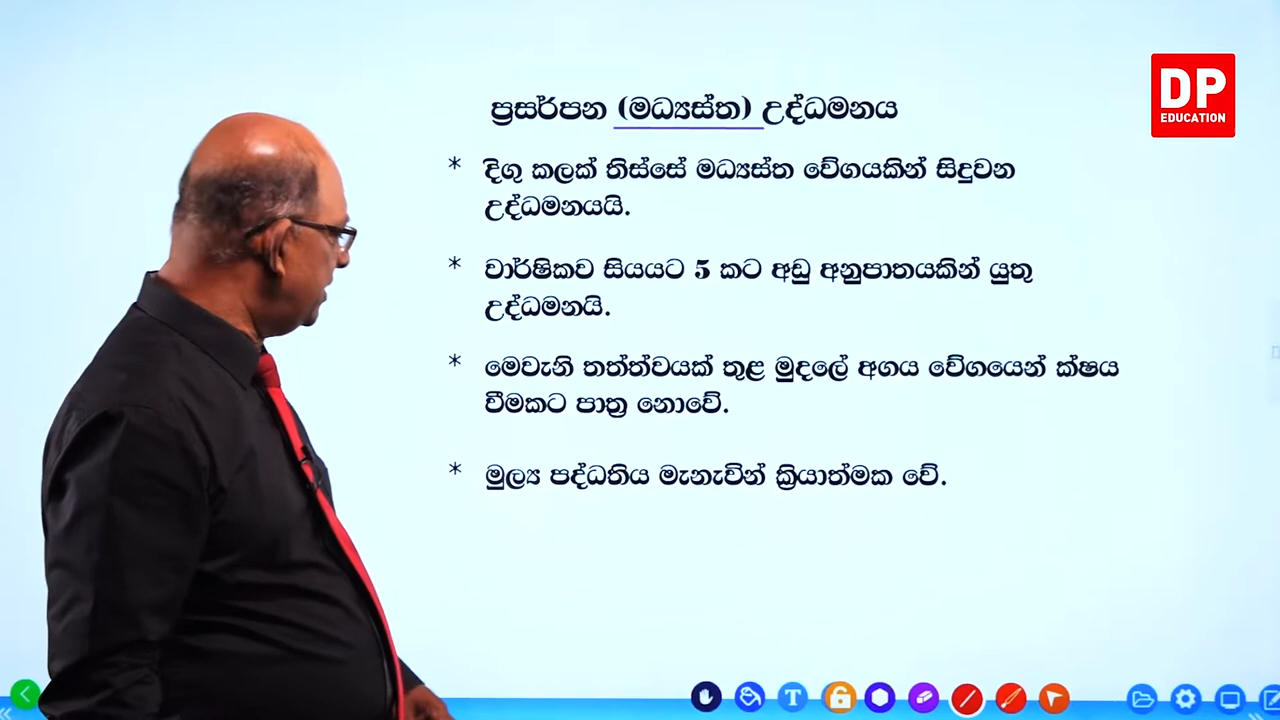 DP
EDUCATION
ප්‍රසර්පන (මධ්‍යස්ත) උද්ධමනය
* දිගු කලක් තිස්සේ මධ්‍යස්ත වේගයකින් සිදුවන
උද්ධමනයයි.
* වාර්ෂිකව සියයට 5 කට අඩු අනුපාතයකින් යුතු
උද්ධමනයි.
* මෙවැනි තත්ත්වයක් තුළ මුදලේ අගය වේගයෙන් ක්ෂය
වීමකට පාත්‍ර නොවේ.
* මුල්‍ය පද්ධතිය මැනැවින් ක්‍රියාත්මක වේ.
T